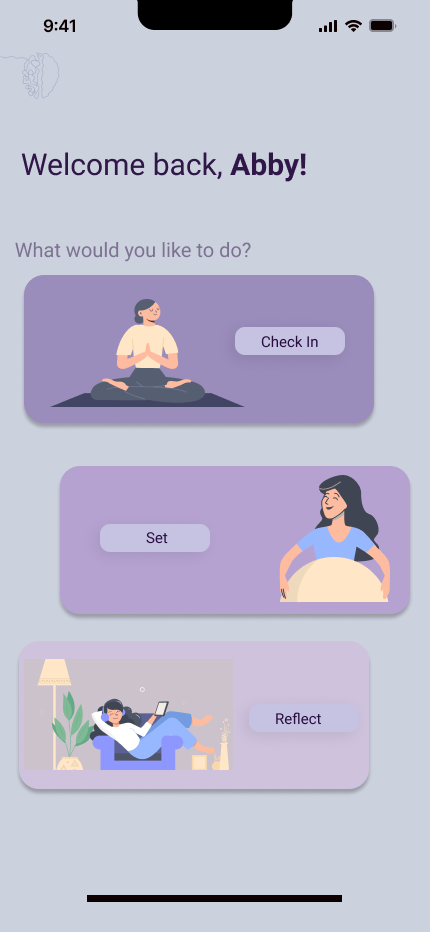 9:41
Welcome back, Abby!
What would you like to do?
Check In
Set
Reflect